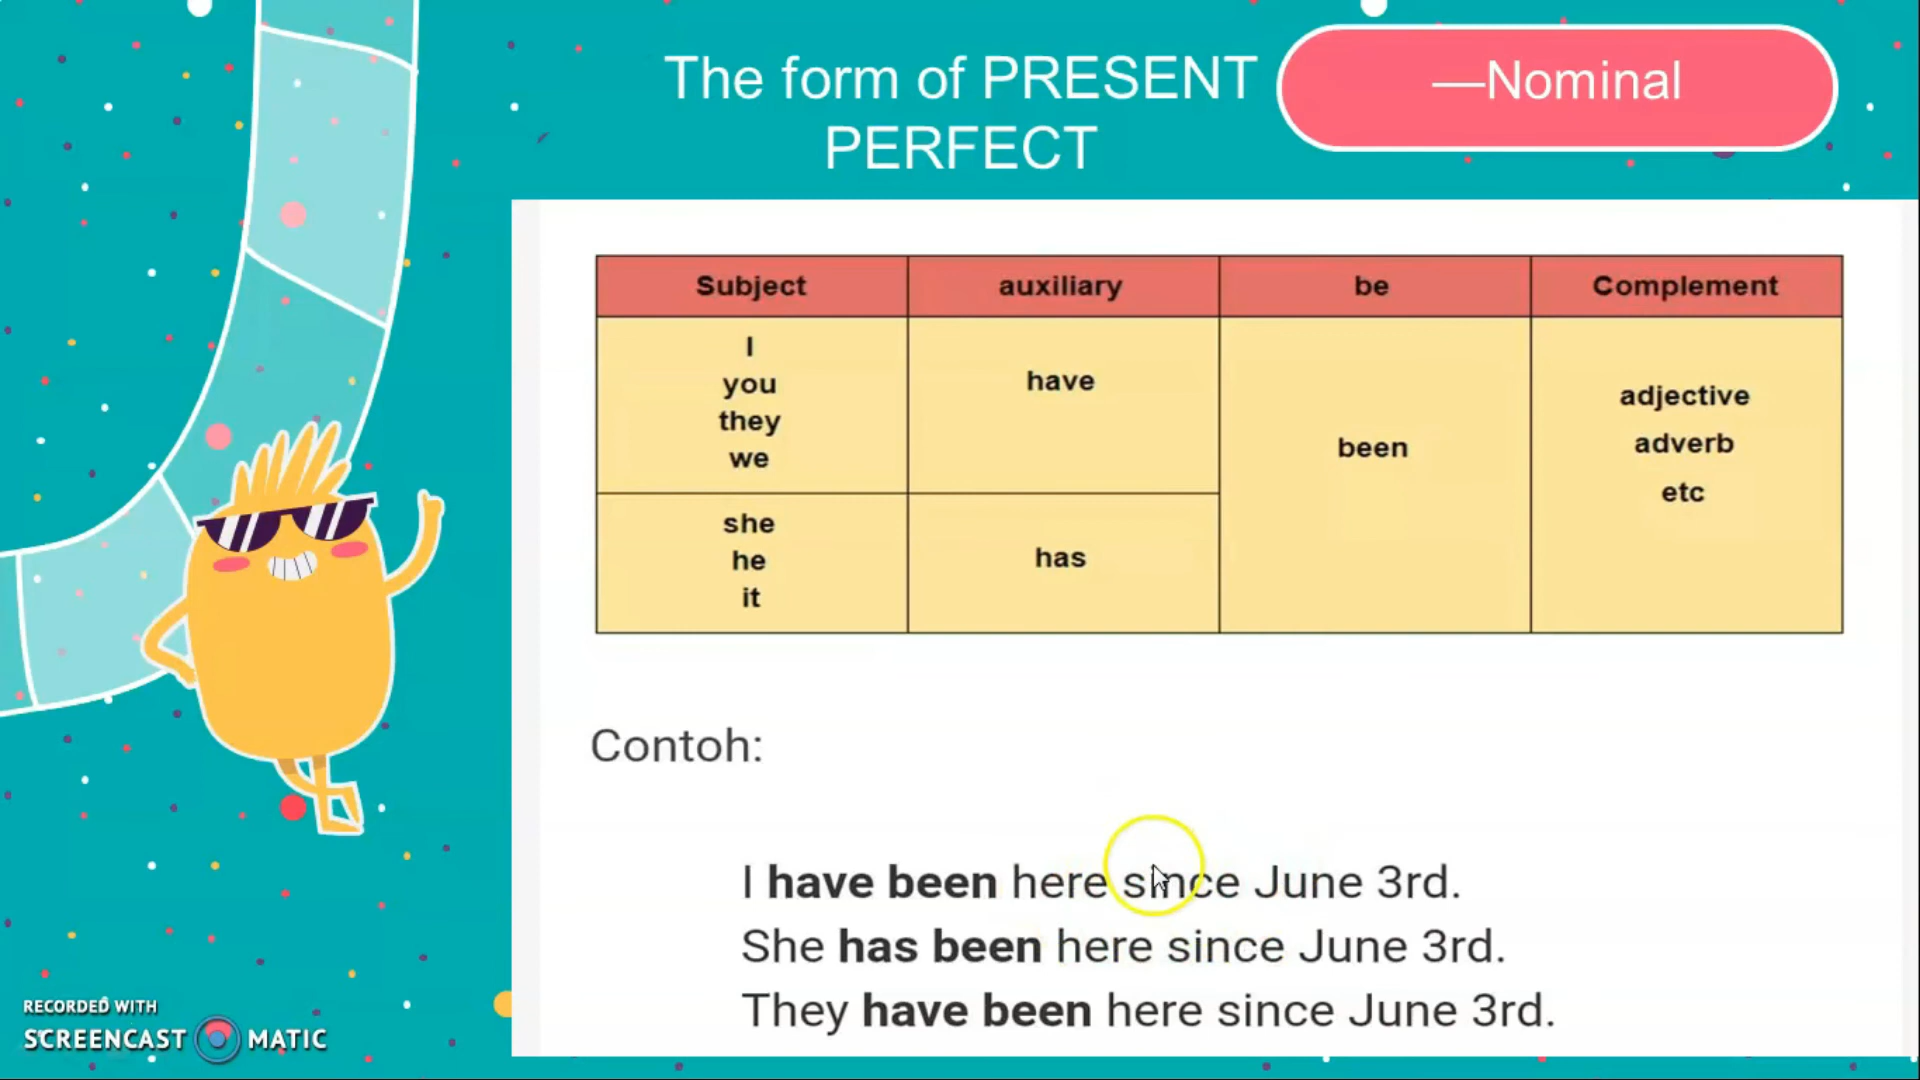 The form of PRESENT
PERFECT
—Nominal
Subject auxiliary be Complement
I
you
they
we
have
been
adjective
adverb
etc
she
he
it
has
Contoh:
I have been here since June 3rd.
She has been here since June 3rd.
They have been here since June 3rd.
RECORDED WITH
SCREENCAST MATIC